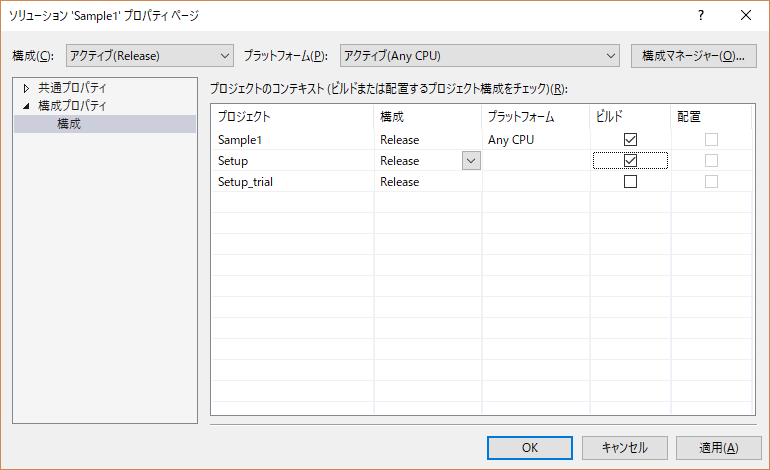 ソリューション 'Sample1' プロパティ ページ
構成(C): アクティブ(Release) プラットフォーム(P): アクティブ(Any CPU) 構成マネージャー(O)...
共通プロパティ
構成プロパティ
構成
プロジェクトのコンテキスト (ビルドまたは配置するプロジェクト構成をチェック)(R):
プロジェクト 構成 プラットフォーム ビルド 配置
Sample1 Release Any CPU
Setup Release
Setup_trial Release
OK キャンセル 適用(A)